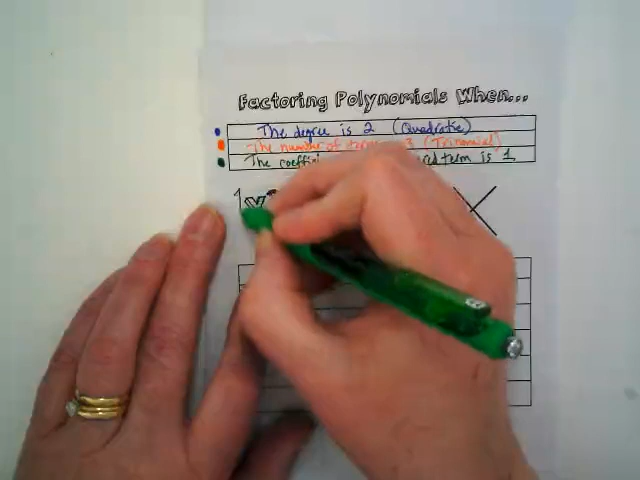 Factoring Polynomials When...
The degree is 2 (Quadratic)
The number of terms 3 (Trinomial)
The coeffi term is 1
1x